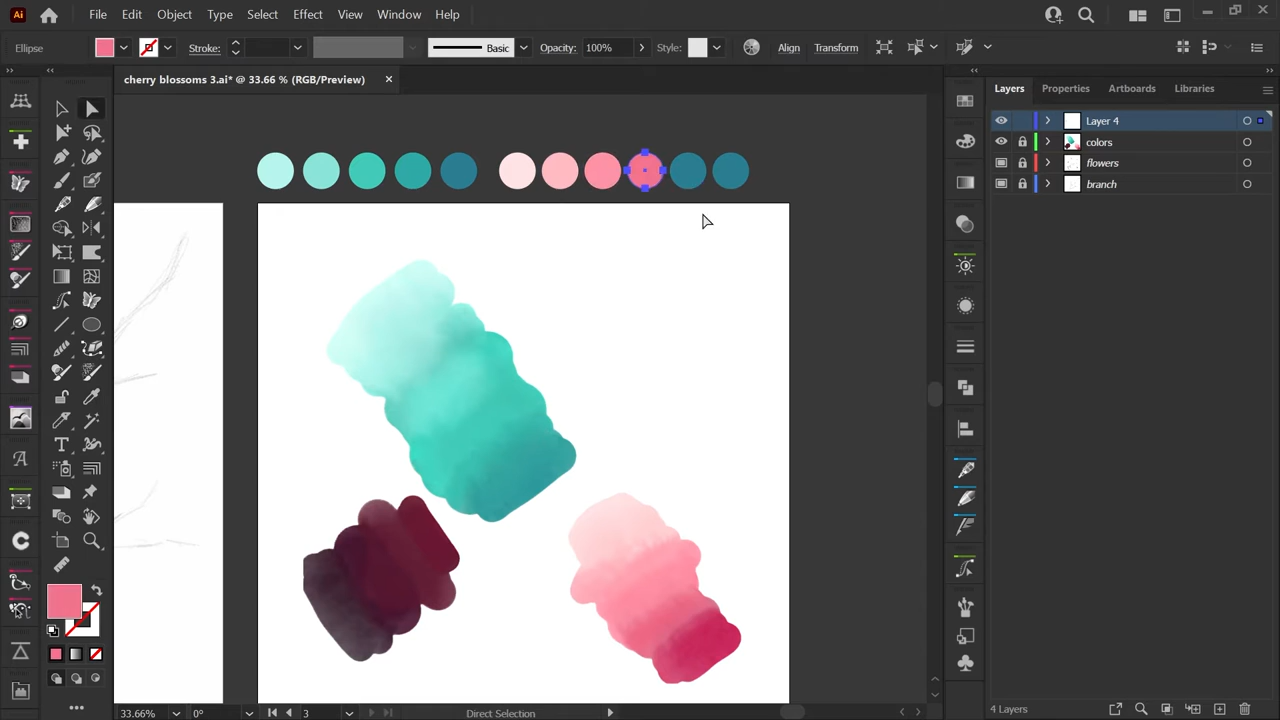 Ai File Edit Object Type Select Effect View Window Help
Ellipse Stroke: Basic Opacity: 100% Style: Align Transform
cherry blossoms 3.ai* @ 33.66 % (RGB/Preview)
Layers Properties Artboards Libraries
Layer 4
colors
flowers
branch
33.66% 0° 3 Direct Selection
4 Layers